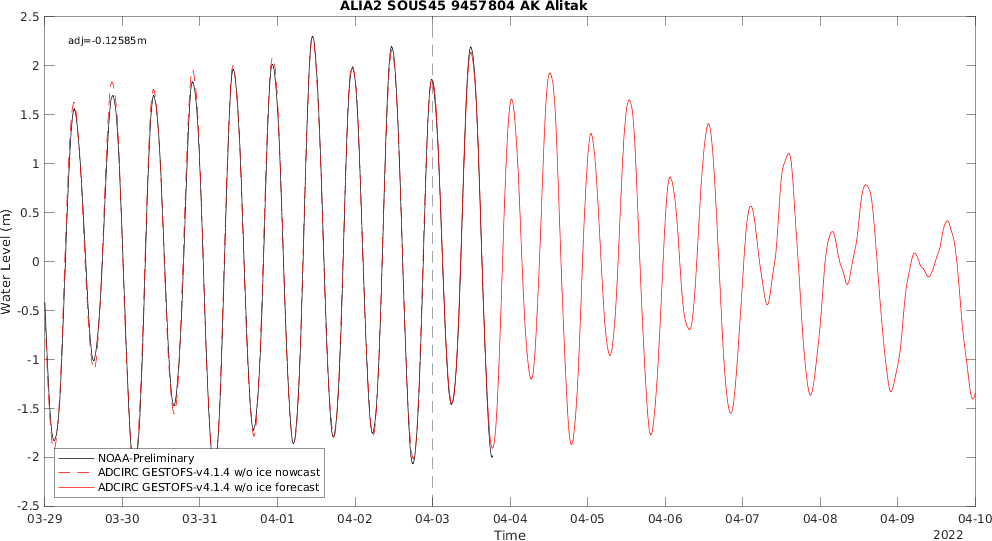 ALIA2 SOUS45 9457804 AK Alitak
adj=-0.12585m
Water Level (m)
2.5
2
1.5
1
0.5
0
-0.5
-1
-1.5
-2
-2.5
NOAA-Preliminary
ADCIRC GESTOFS-v4.1.4 w/o ice nowcast
ADCIRC GESTOFS-v4.1.4 w/o ice forecast
03-29 03-30 03-31 04-01 04-02 04-03 04-04 04-05 04-06 04-07 04-08 04-09 04-10
Time
2022